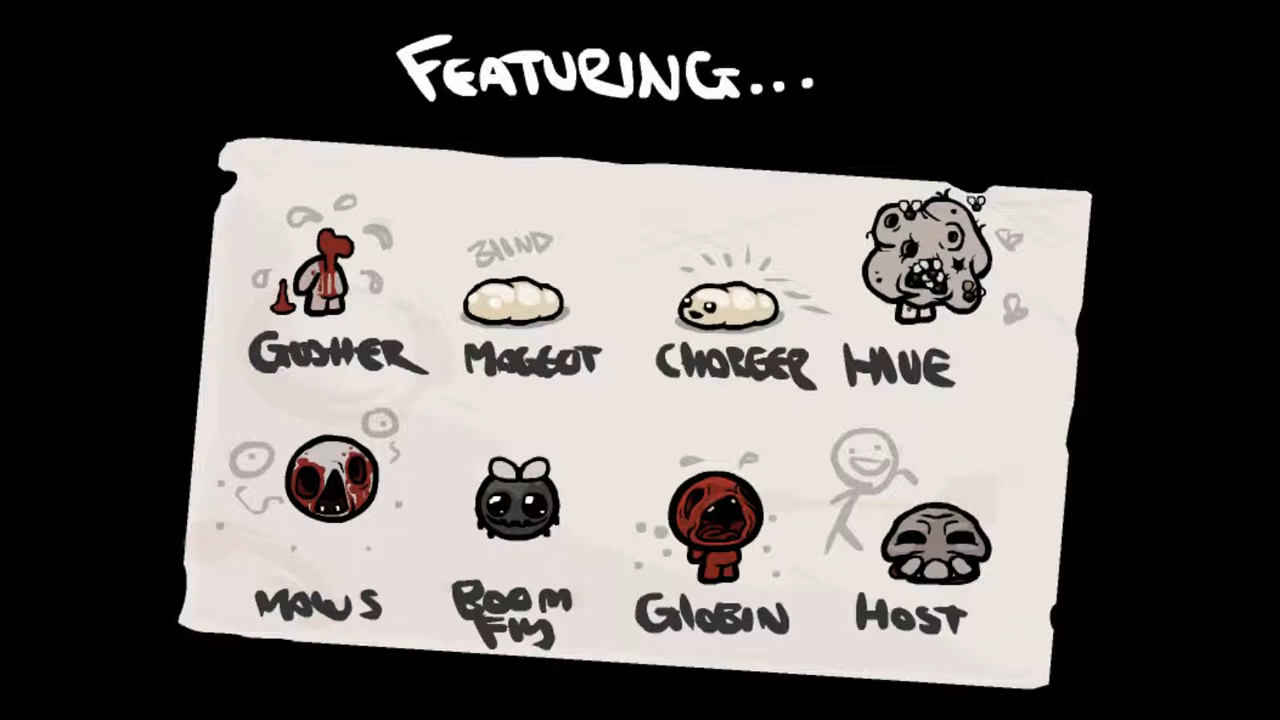 FEATURING...
BLIND
GUSHER MAGGOT CHARGER HIVE
MAWS BOOM FLY GLOBIN HOST